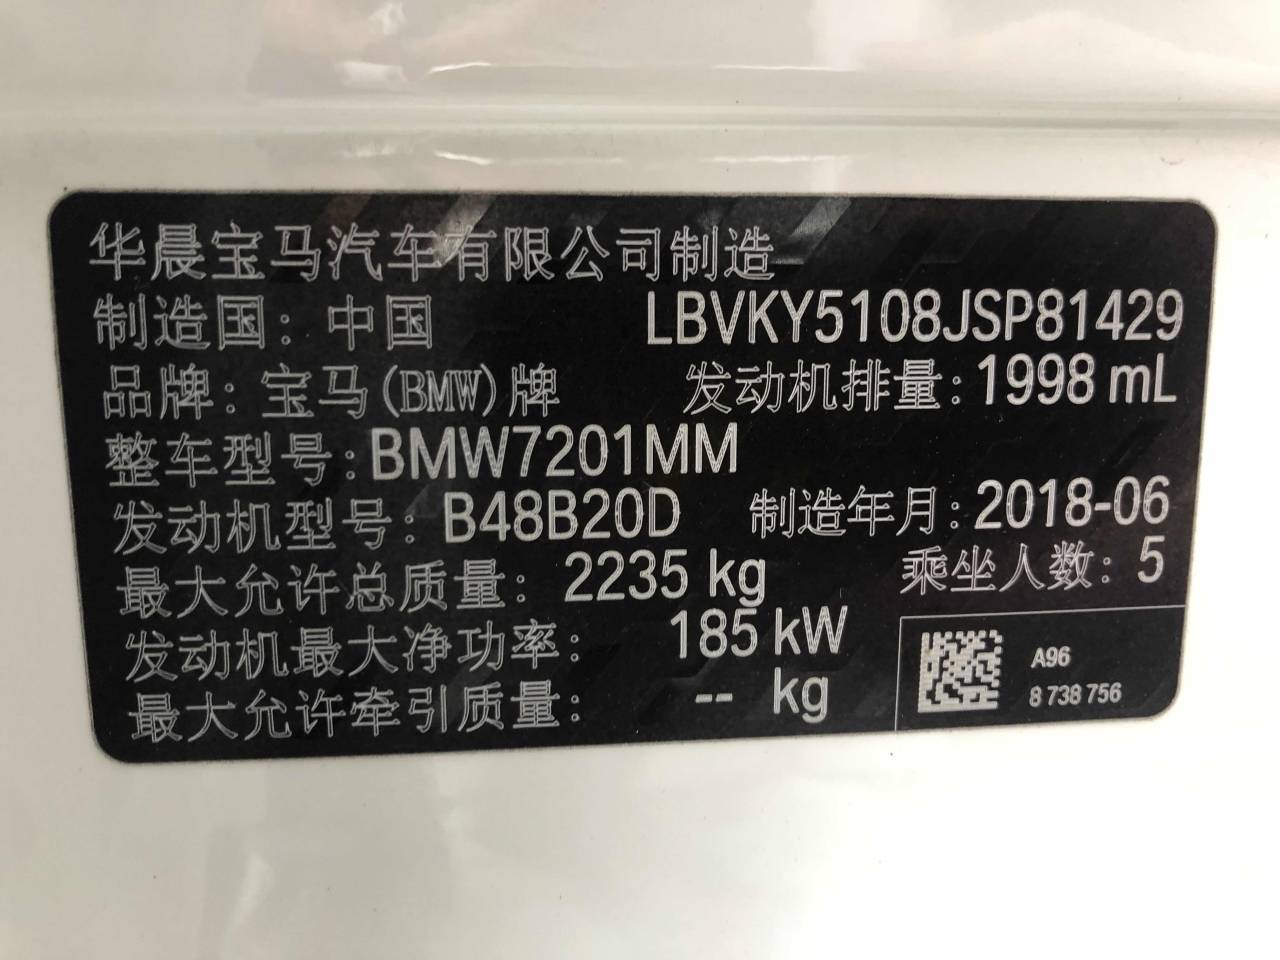 华晨宝马汽车有限公司制造
制造国: 中国 LBVKY5108JSP81429
品牌: 宝马(BMW)牌 发动机排量: 1998 mL
整车型号: BMW7201MM
发动机型号: B48B20D 制造年月: 2018-06
最大允许总质量: 2235 kg 乘坐人数: 5
发动机最大净功率: 185 kW
最大允许牵引质量: -- kg
A96
8 738 756